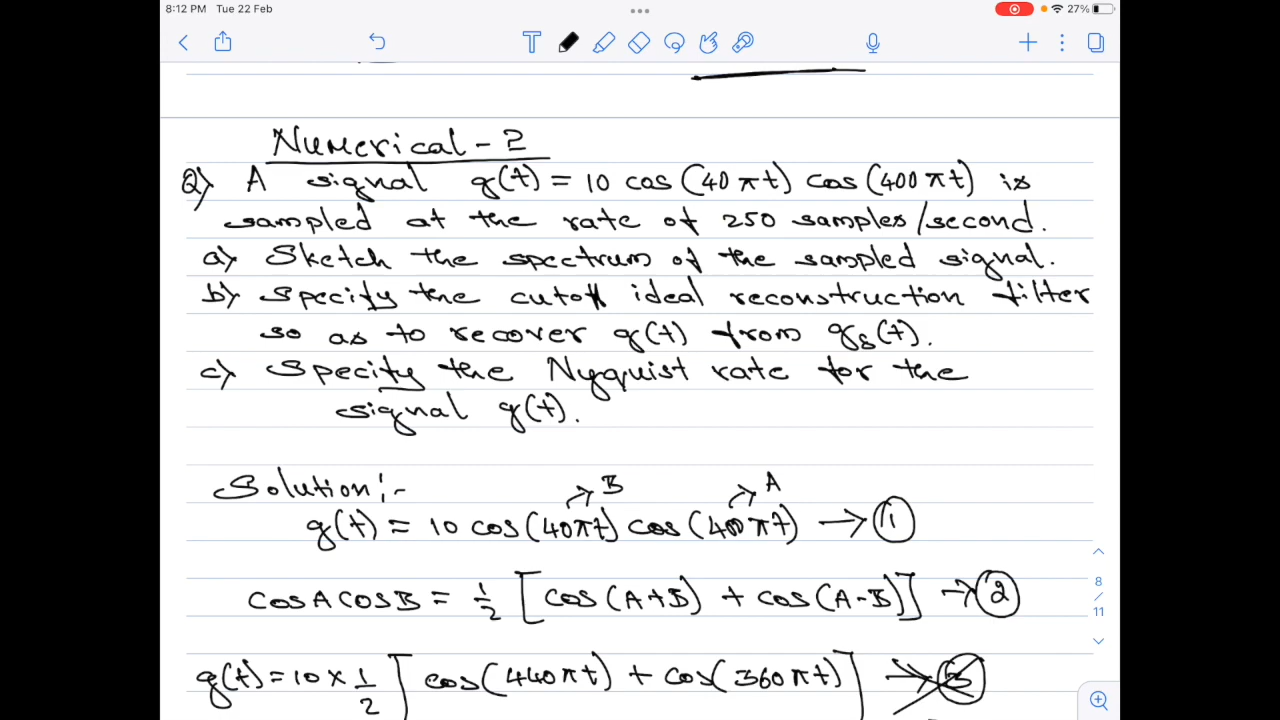 8:12 PM Tue 22 Feb
27%
Numerical - 2
Q) A signal g(t) = 10 cos(40πt) cos(400πt) is
sampled at the rate of 250 samples/second.
a) Sketch the spectrum of the sampled signal.
b) Specify the cutoff ideal reconstruction filter
so as to recover g(t) from gδ(t).
c) Specify the Nyquist rate for the
signal g(t).
Solution :-
→ B → A
g(t) = 10 cos(40πt) cos(400πt) → ①
cosA cosB = 1/2 [cos(A+B) + cos(A-B)] → ②
g(t) = 10 × 1/2 [cos(440πt) + cos(360πt)] → ③
8
/
11